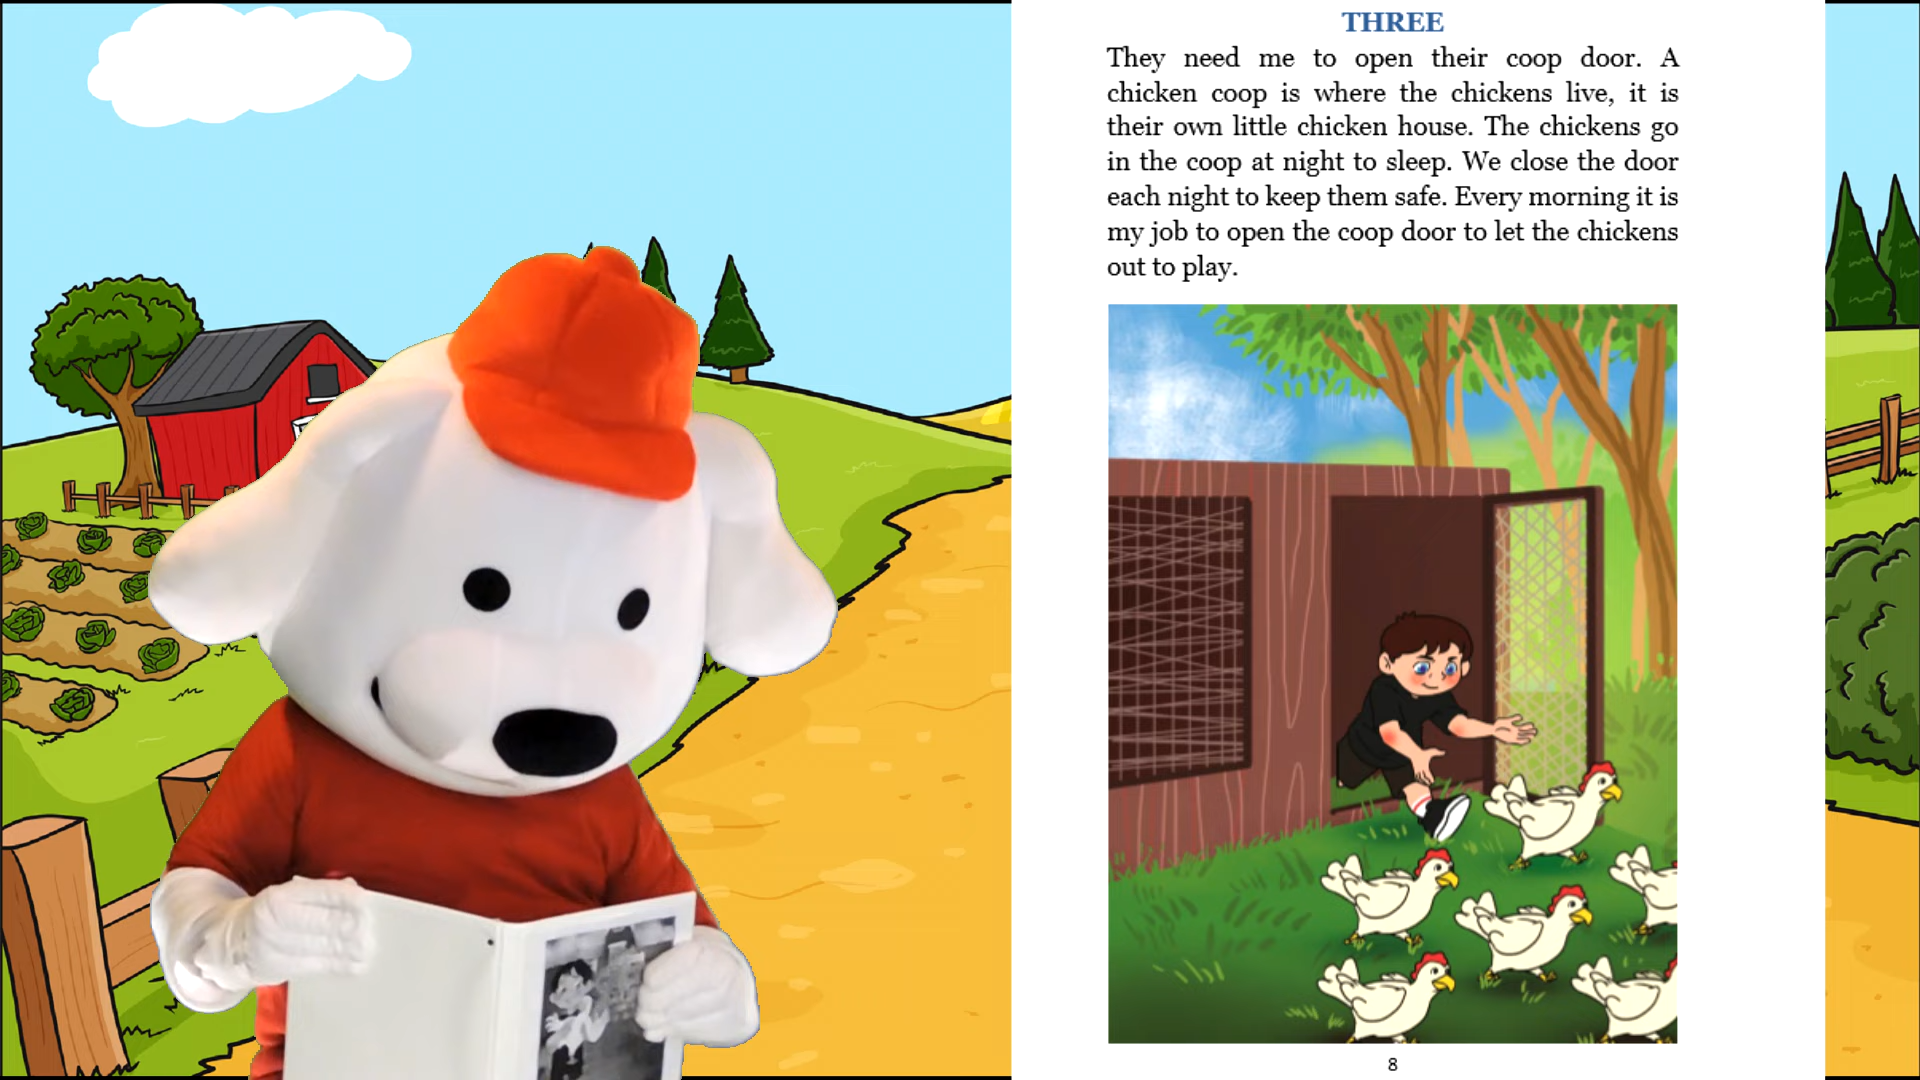 THREE
They need me to open their coop door. A
chicken coop is where the chickens live, it is
their own little chicken house. The chickens go
in the coop at night to sleep. We close the door
each night to keep them safe. Every morning it is
my job to open the coop door to let the chickens
out to play.
8